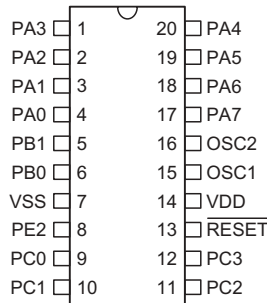 PA3 1 20 PA4
PA2 2 19 PA5
PA1 3 18 PA6
PA0 4 17 PA7
PB1 5 16 OSC2
PB0 6 15 OSC1
VSS 7 14 VDD
PE2 8 13 RESET
PC0 9 12 PC3
PC1 10 11 PC2